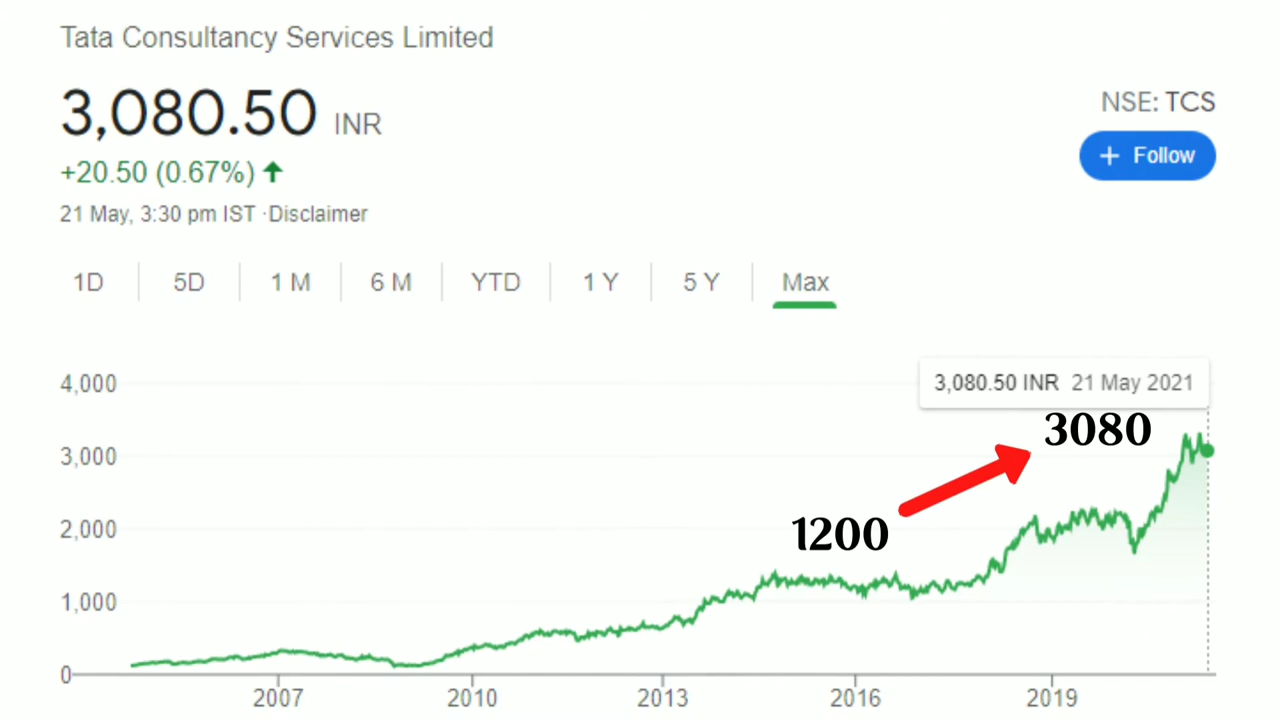 Tata Consultancy Services Limited
3,080.50 INR
NSE: TCS
+ Follow
+20.50 (0.67%)
21 May, 3:30 pm IST ·Disclaimer
1D 5D 1 M 6 M YTD 1 Y 5 Y Max
3,080.50 INR 21 May 2021
4,000
3080
3,000
1200
2,000
1,000
0
2007 2010 2013 2016 2019